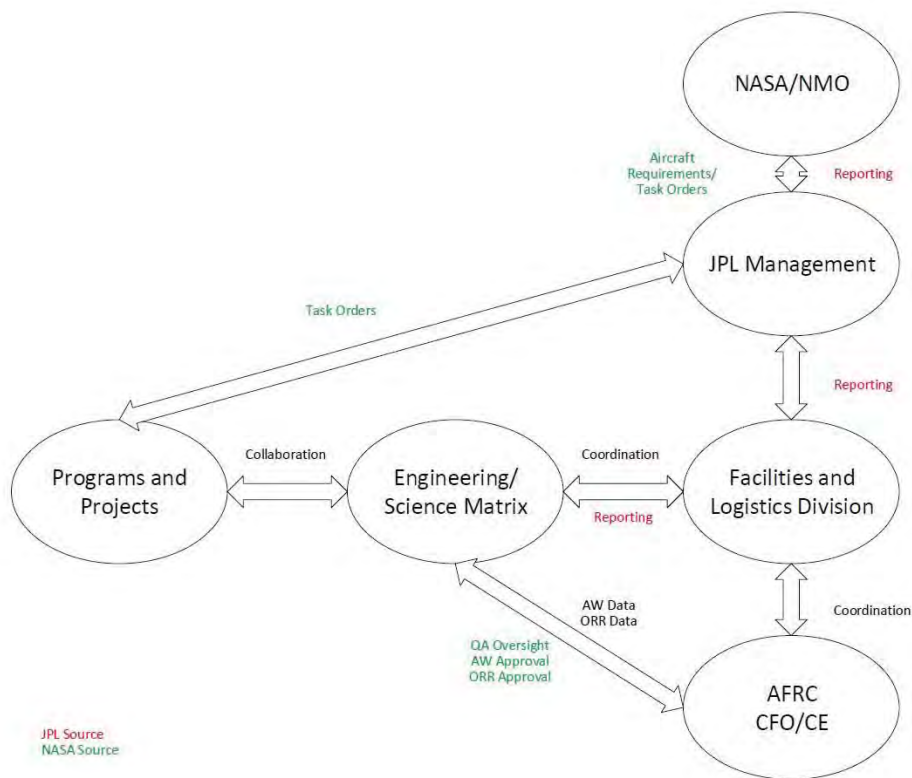 NASA/NMO
Aircraft
Requirements/
Task Orders
Reporting
JPL Management
Task Orders
Reporting
Programs and
Projects
Collaboration
Engineering/
Science Matrix
Coordination
Reporting
Facilities and
Logistics Division
AW Data
ORR Data
Coordination
QA Oversight
AW Approval
ORR Approval
AFRC
CFO/CE
JPL Source
NASA Source